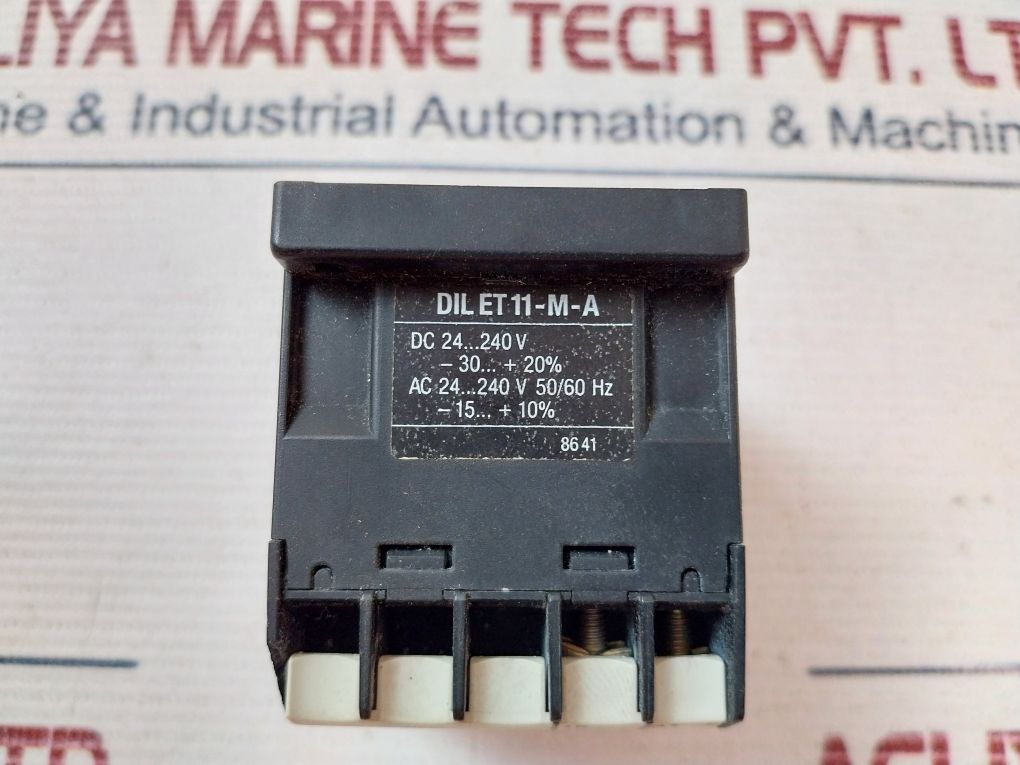 LIYA MARINE TECH PVT. LT
ne & Industrial Automation & Machin
DIL ET 11-M-A
DC 24...240 V
– 30... + 20%
AC 24...240 V 50/60 Hz
– 15... + 10%
86 41